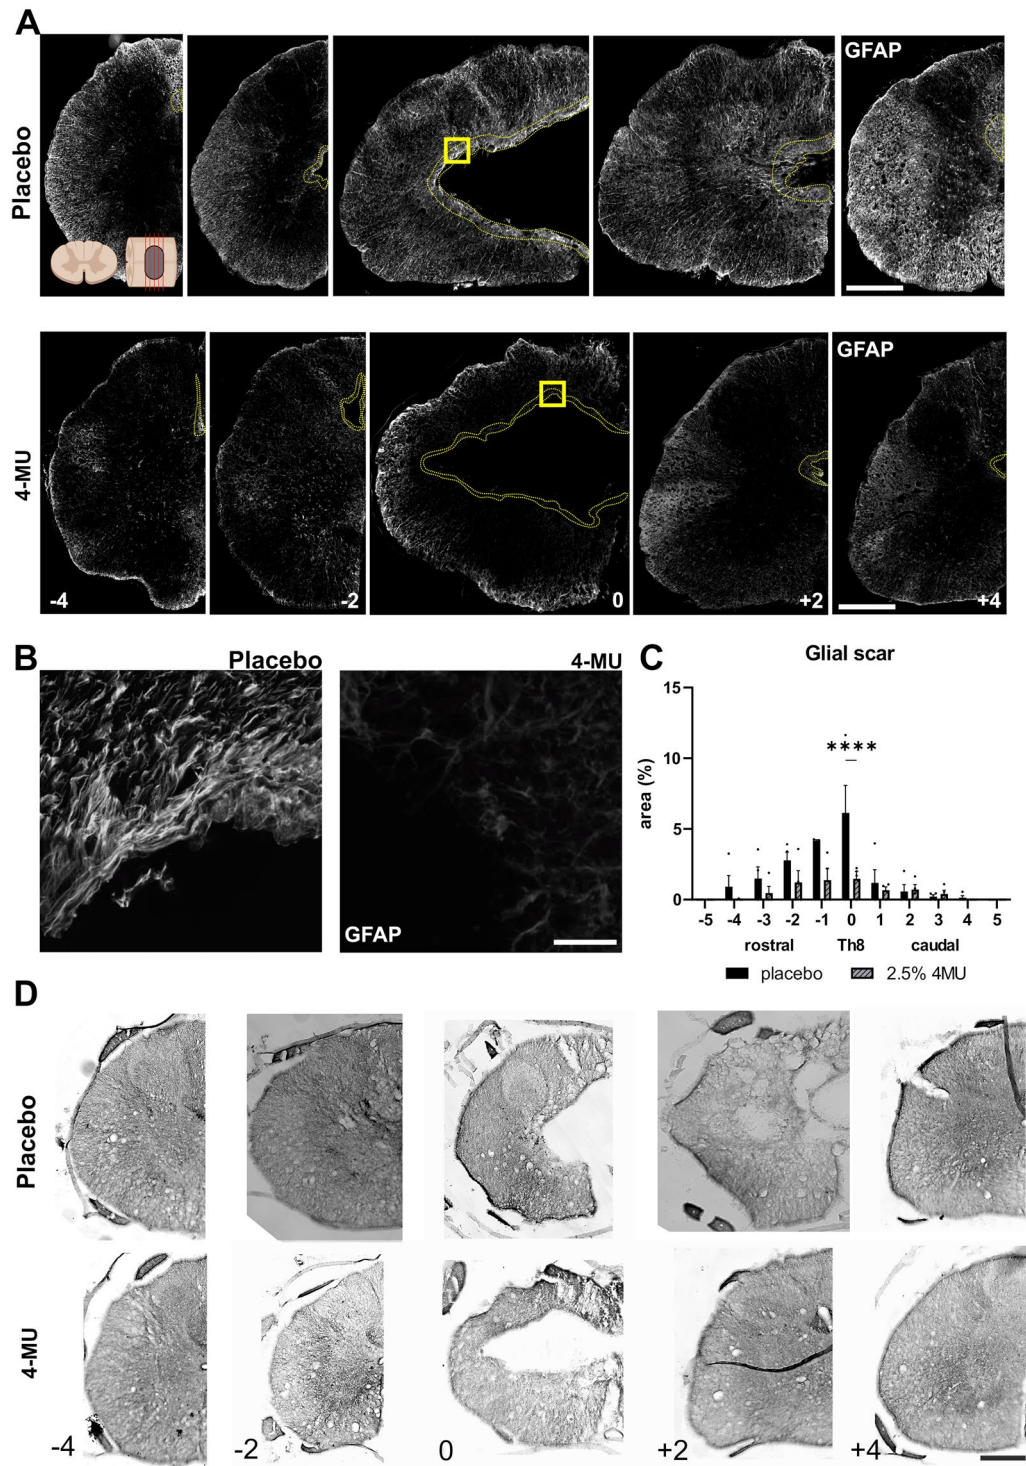 A
Placebo
GFAP
4-MU
GFAP
-4
-2
0
+2
+4
B
Placebo
4-MU
GFAP
C
Glial scar
area (%)
15
10
5
0
****
-5 -4 -3 -2 -1 0 1 2 3 4 5
rostral Th8 caudal
placebo 2.5% 4MU
D
Placebo
4-MU
-4
-2
0
+2
+4